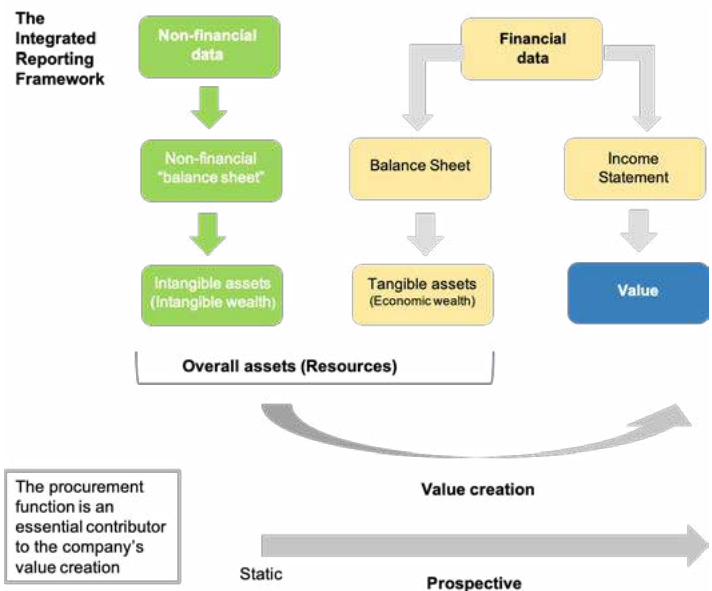 The
Integrated
Reporting
Framework
Non-financial
data
Financial
data
Non-financial
“balance sheet”
Balance Sheet
Income
Statement
Intangible assets
(Intangible wealth)
Tangible assets
(Economic wealth)
Value
Overall assets (Resources)
Value creation
The procurement
function is an
essential contributor
to the company’s
value creation
Static
Prospective